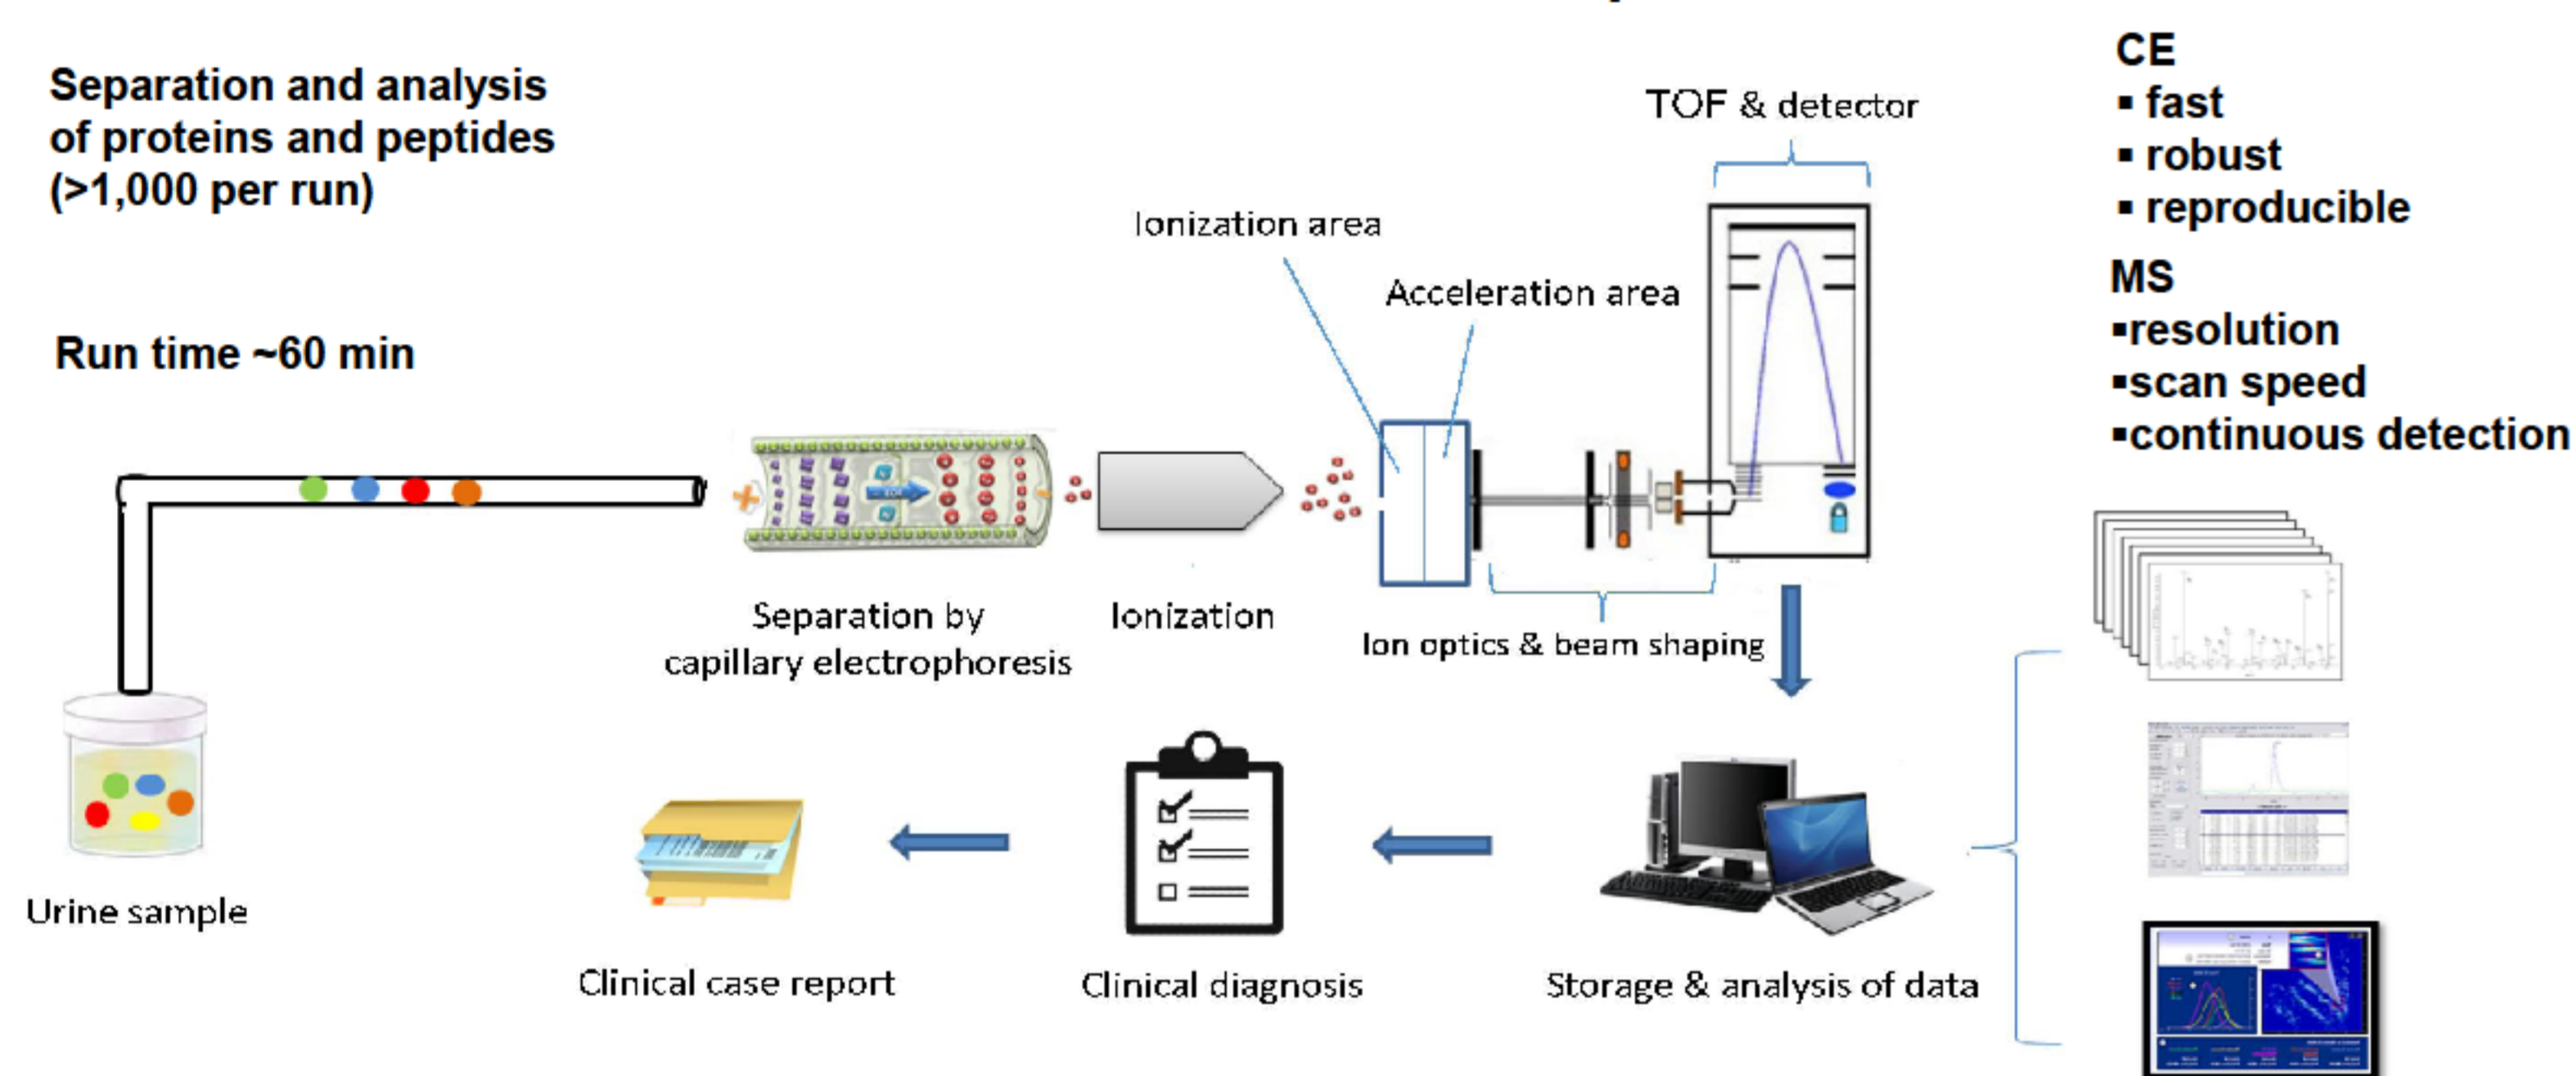 Separation and analysis
of proteins and peptides
(>1,000 per run)
Run time ~60 min
CE
▪ fast
▪ robust
▪ reproducible
MS
▪resolution
▪scan speed
▪continuous detection
TOF & detector
Ionization area
Acceleration area
Separation by
capillary electrophoresis
Ionization
Ion optics & beam shaping
Urine sample
Clinical case report
Clinical diagnosis
Storage & analysis of data